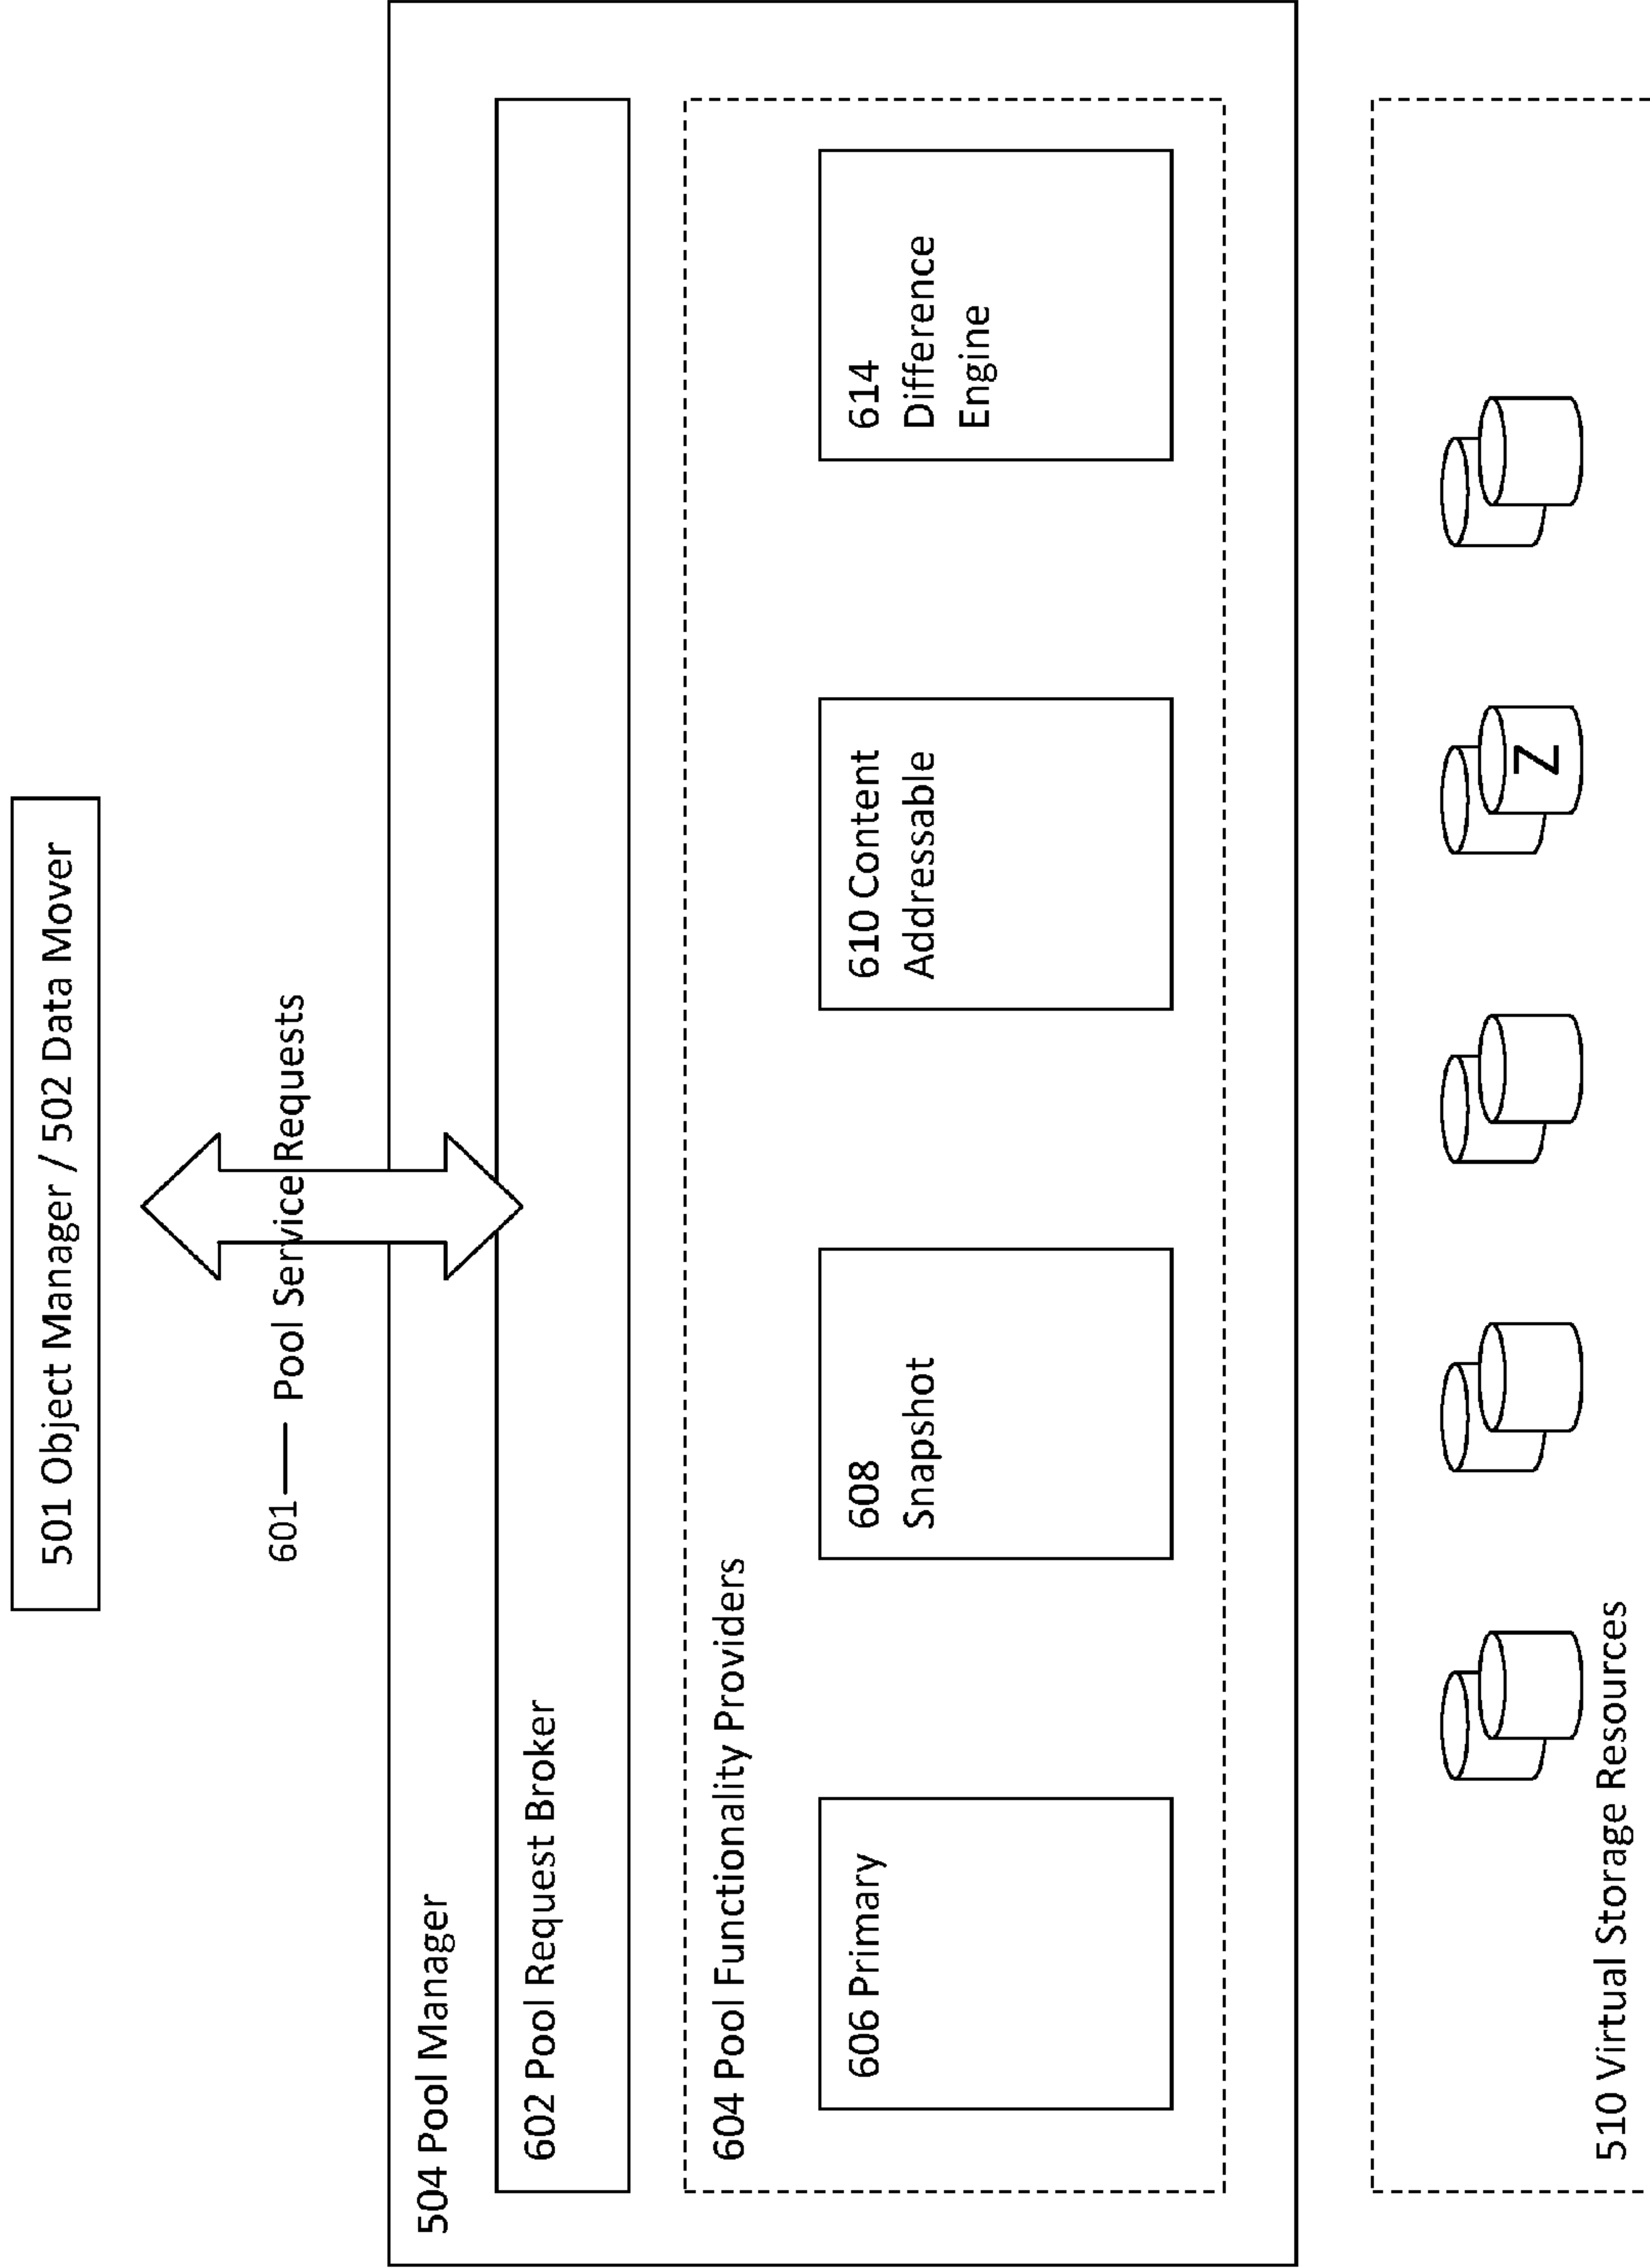 501 Object Manager / 502 Data Mover
601 Pool Service Requests
504 Pool Manager
602 Pool Request Broker
604 Pool Functionality Providers
606 Primary
608
Snapshot
610 Content
Addressable
614
Difference
Engine
Z
510 Virtual Storage Resources